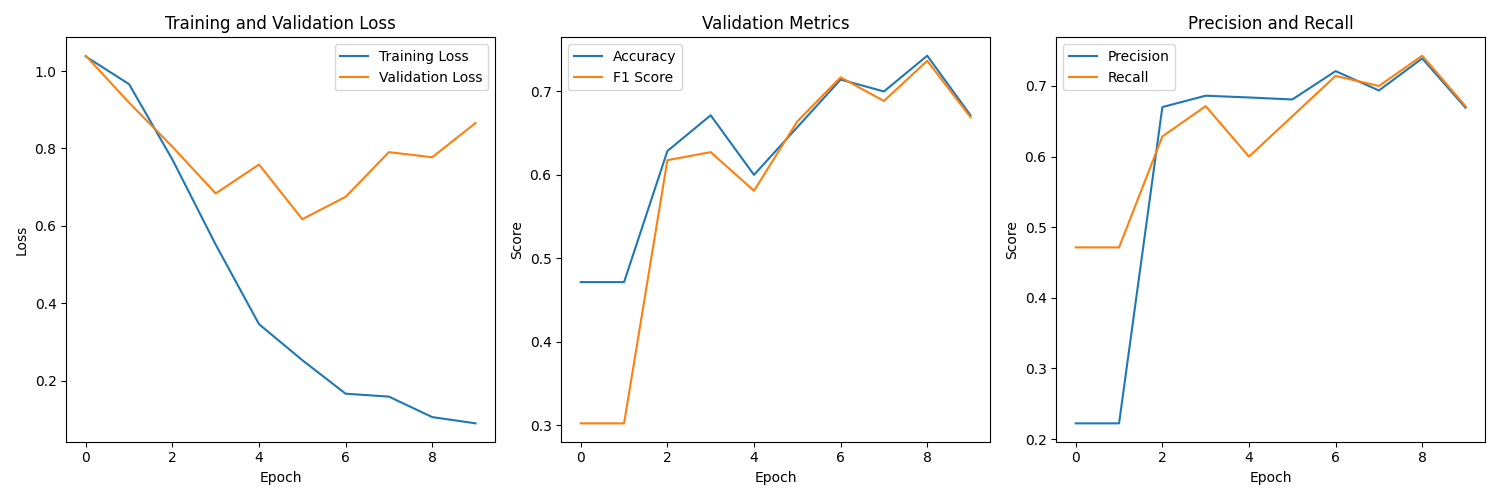 Training and Validation Loss
Training Loss
Validation Loss
1.0
0.8
0.6
0.4
0.2
Loss
0 2 4 6 8
Epoch
Validation Metrics
Accuracy
F1 Score
0.7
0.6
0.5
0.4
0.3
Score
0 2 4 6 8
Epoch
Precision and Recall
Precision
Recall
0.7
0.6
0.5
0.4
0.3
0.2
Score
0 2 4 6 8
Epoch